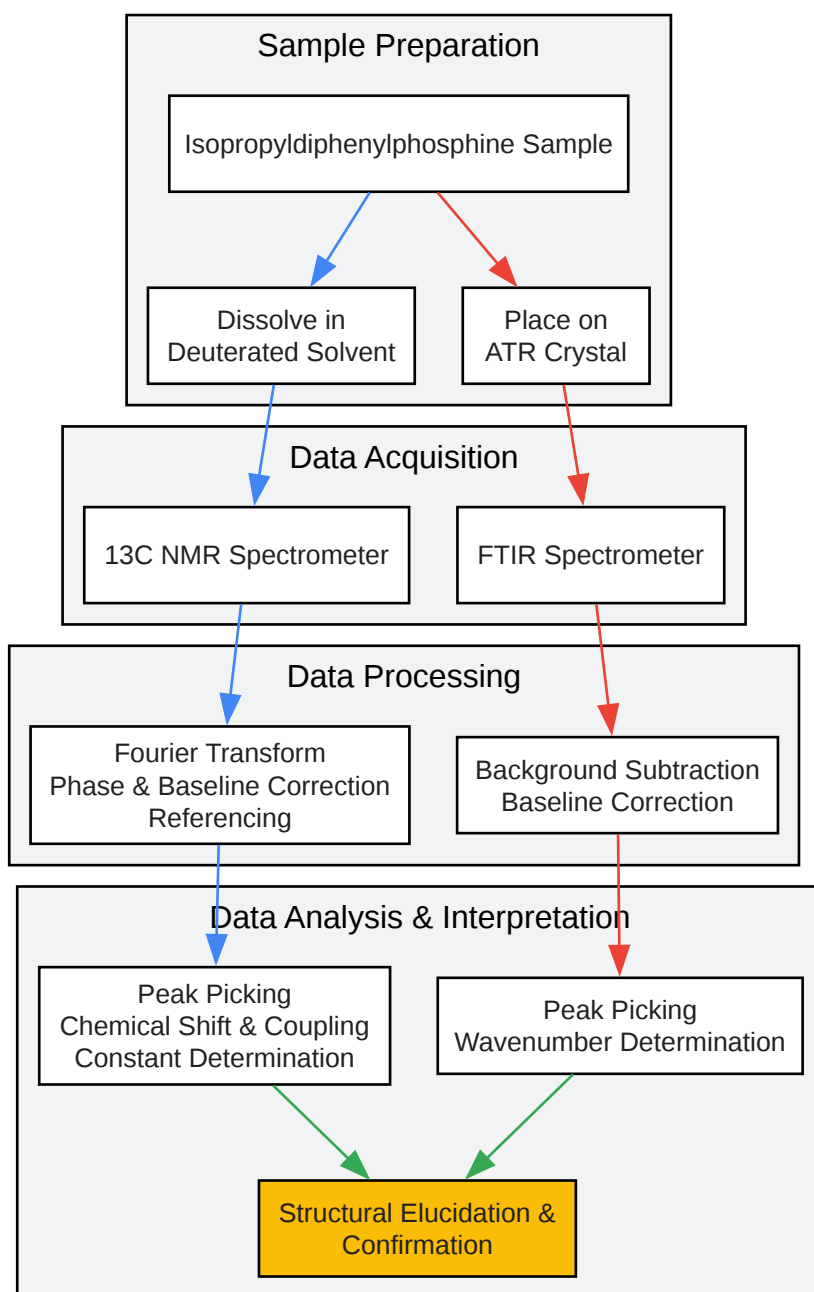 Sample Preparation
Isopropyldiphenylphosphine Sample
Dissolve in
Deuterated Solvent
Place on
ATR Crystal
Data Acquisition
13C NMR Spectrometer
FTIR Spectrometer
Data Processing
Fourier Transform
Phase & Baseline Correction
Referencing
Background Subtraction
Baseline Correction
Data Analysis & Interpretation
Peak Picking
Chemical Shift & Coupling
Constant Determination
Peak Picking
Wavenumber Determination
Structural Elucidation &
Confirmation